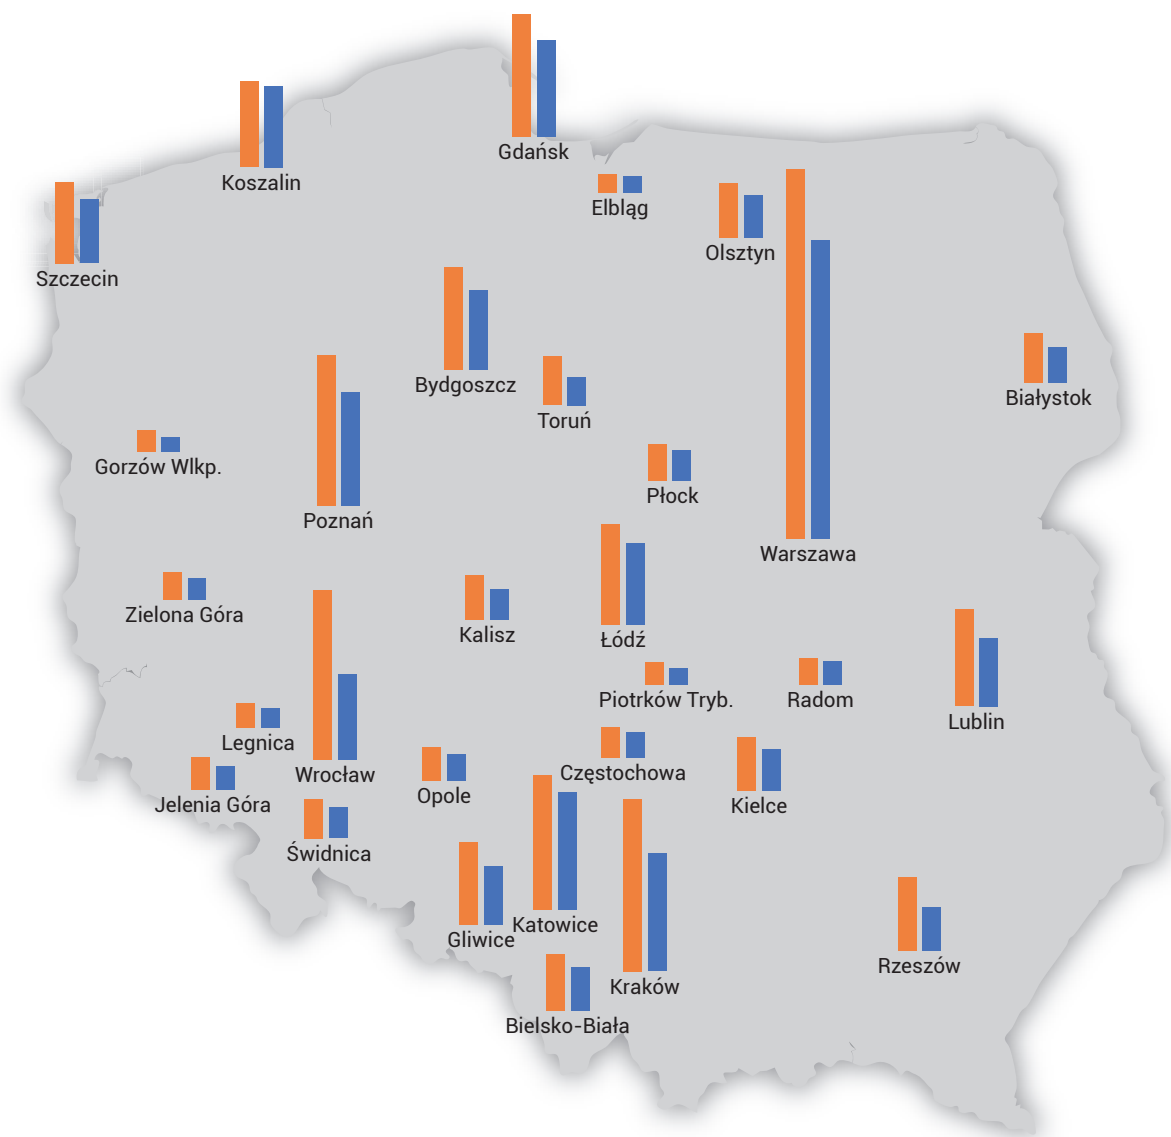 Gdańsk
Koszalin
Elbląg
Olsztyn
Szczecin
Bydgoszcz
Białystok
Toruń
Gorzów Wlkp.
Płock
Poznań
Warszawa
Zielona Góra
Kalisz
Łódź
Piotrków Tryb.
Radom
Lublin
Legnica
Wrocław
Częstochowa
Opole
Jelenia Góra
Kielce
Świdnica
Katowice
Gliwice
Rzeszów
Kraków
Bielsko-Biała